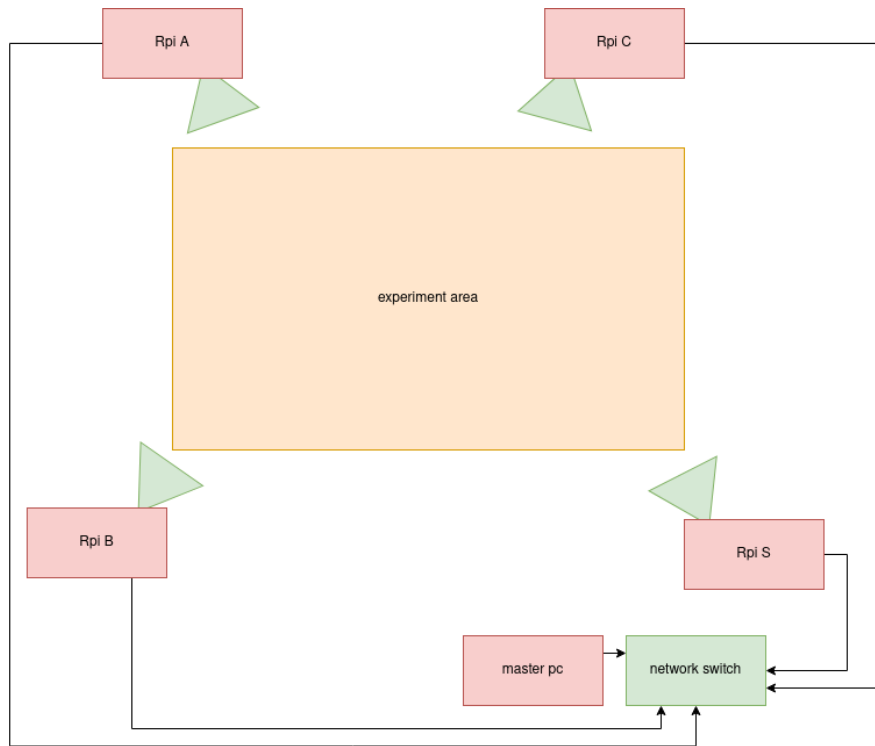 Rpi A
Rpi C
experiment area
Rpi B
Rpi S
master pc
network switch